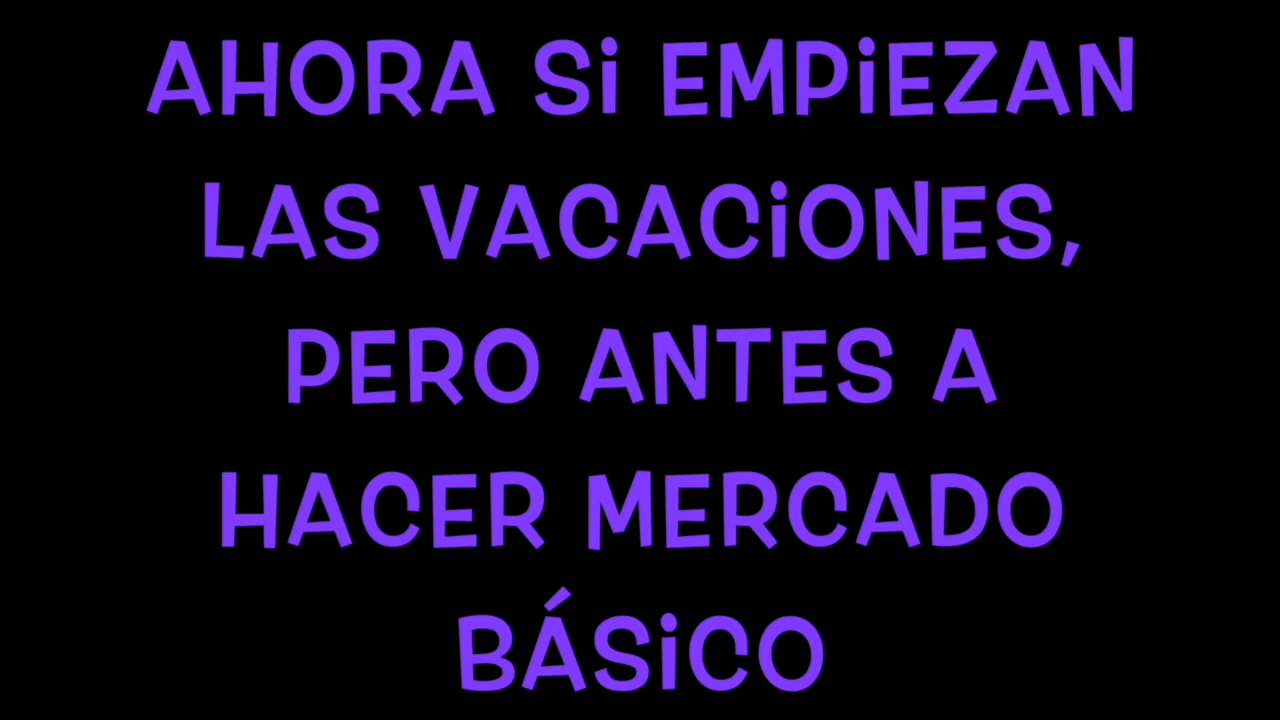 AHORA Si EMPiEZAN
LAS VACACiONES,
PERO ANTES A
HACER MERCADO
BÁSiCO